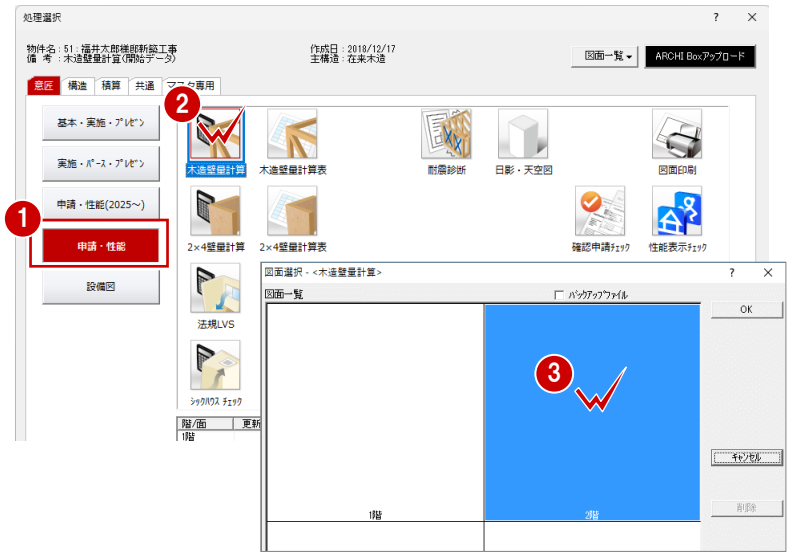 処理選択
? ×
物件名：51：福井太郎様邸新築工事
備 考：木造壁量計算(開始データ)
作成日：2018/12/17
主構造：在来木造
図面一覧
ARCHI Boxアップロード
意匠 構造 積算 共通 マスタ専用
基本・実施・プレゼン
実施・パース・プレゼン
申請・性能(2025～)
1
申請・性能
設備図
2
木造壁量計算
木造壁量計算表
耐震診断
日影・天空図
図面印刷
2×4壁量計算
2×4壁量計算表
確認申請チェック
性能表示チェック
法規LVS
シックハウス チェック
階/面 更新
1階
図面選択 - <木造壁量計算>
? ×
図面一覧
バックアップファイル
OK
3
キャンセル
削除
1階
2階